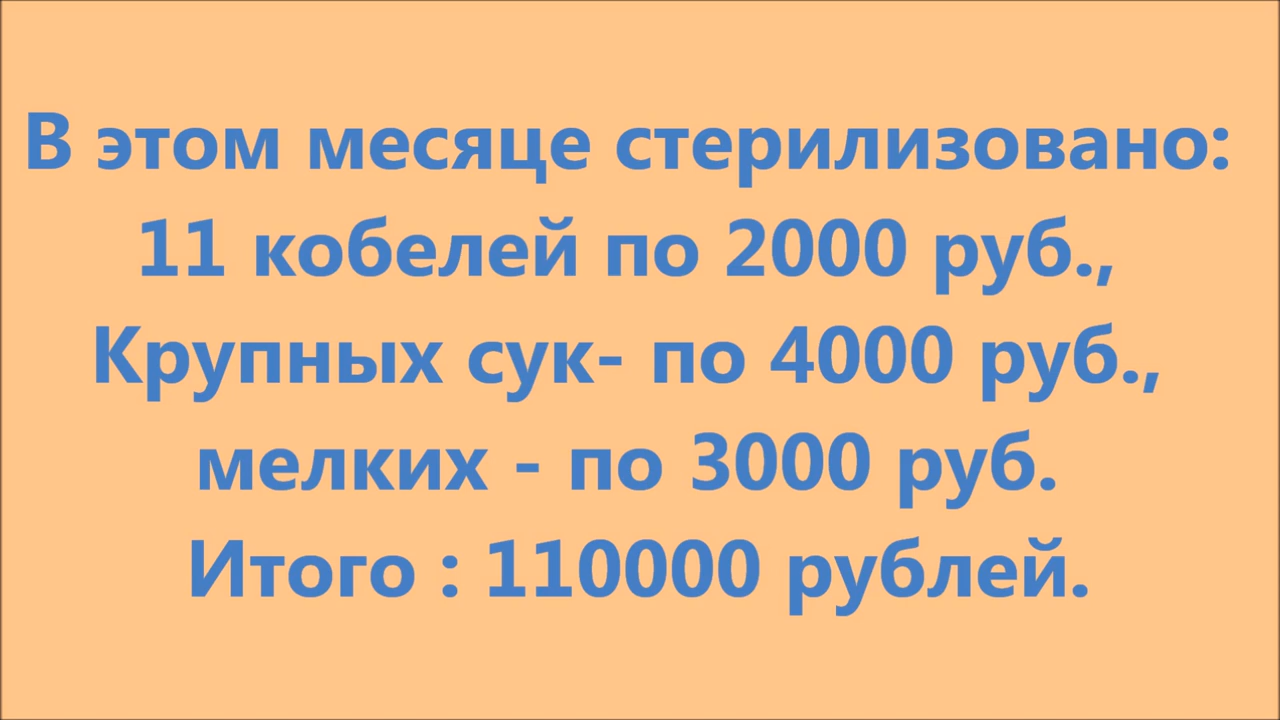 В этом месяце стерилизовано:
11 кобелей по 2000 руб.,
Крупных сук- по 4000 руб.,
мелких - по 3000 руб.
Итого : 110000 рублей.